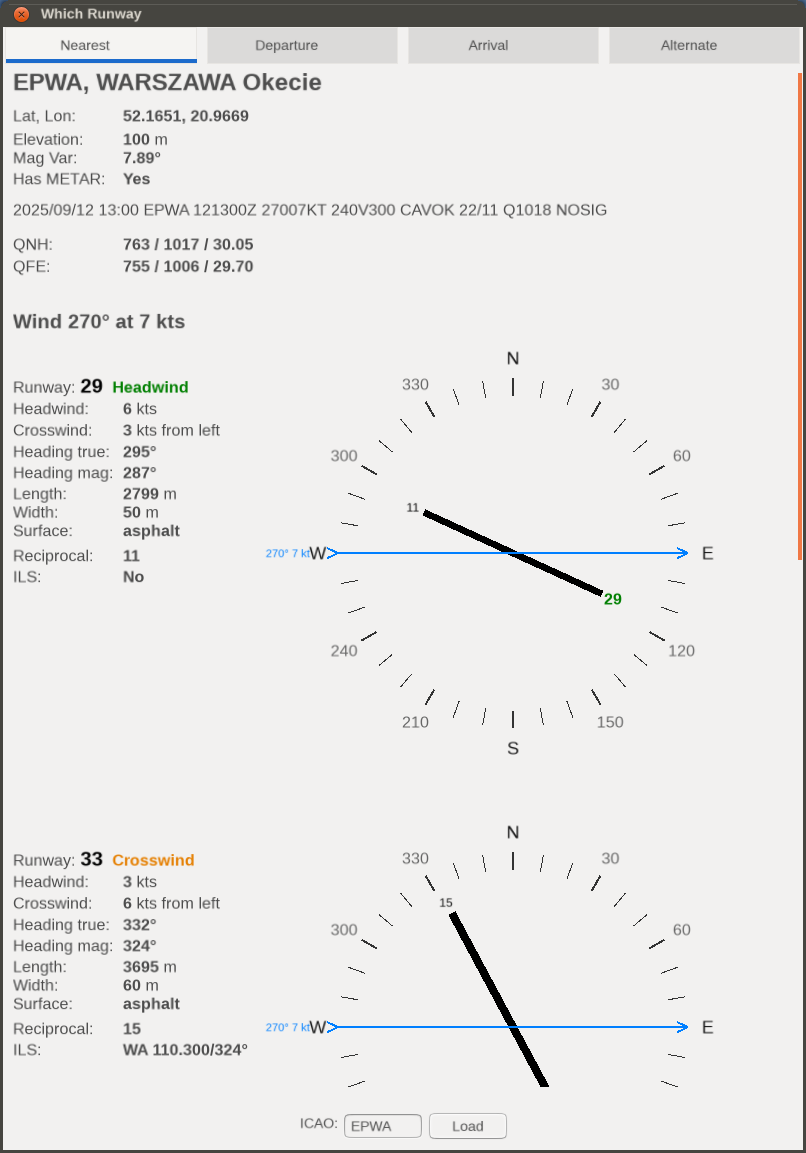 Which Runway
Nearest Departure Arrival Alternate
EPWA, WARSZAWA Okecie
Lat, Lon: 52.1651, 20.9669
Elevation: 100 m
Mag Var: 7.89°
Has METAR: Yes
2025/09/12 13:00 EPWA 121300Z 27007KT 240V300 CAVOK 22/11 Q1018 NOSIG
QNH: 763 / 1017 / 30.05
QFE: 755 / 1006 / 29.70
Wind 270° at 7 kts
Runway: 29 Headwind
Headwind: 6 kts
Crosswind: 3 kts from left
Heading true: 295°
Heading mag: 287°
Length: 2799 m
Width: 50 m
Surface: asphalt
Reciprocal: 11
ILS: No
N
330 30
300 60
11
270° 7 kt W E
29
240 120
210 150
S
Runway: 33 Crosswind
Headwind: 3 kts
Crosswind: 6 kts from left
Heading true: 332°
Heading mag: 324°
Length: 3695 m
Width: 60 m
Surface: asphalt
Reciprocal: 15
ILS: WA 110.300/324°
N
330 30
15
300 60
270° 7 kt W E
ICAO: EPWA Load